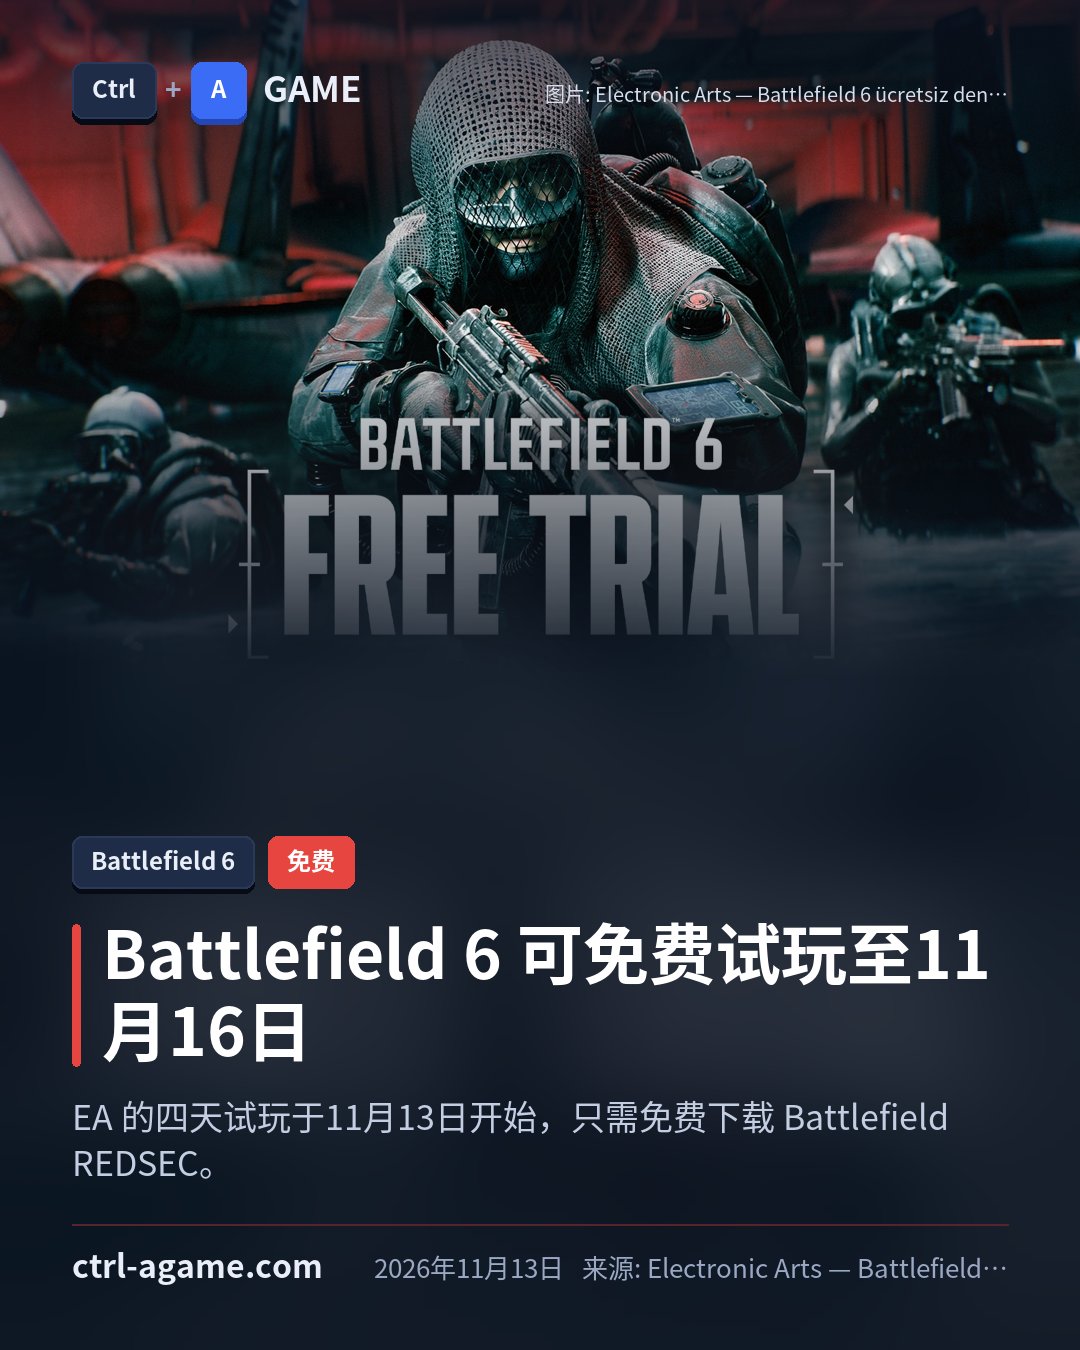 Ctrl + A GAME
图片: Electronic Arts — Battlefield 6 ücretsiz den…
BATTLEFIELD™ 6
FREE TRIAL
Battlefield 6 免费
Battlefield 6 可免费试玩至11
月16日
EA 的四天试玩于11月13日开始，只需免费下载 Battlefield
REDSEC。
ctrl-agame.com 2026年11月13日 来源: Electronic Arts — Battlefield…